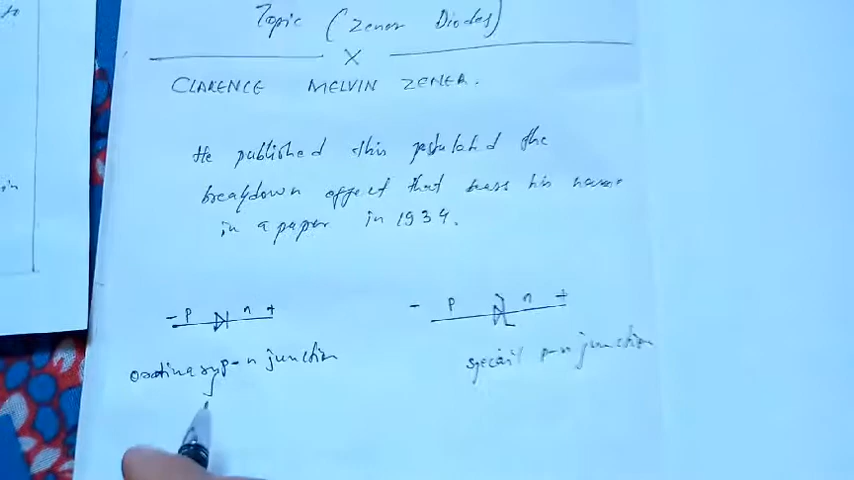 Topic (Zener Diodes)
X
CLARENCE MELVIN ZENER.
He published this postulated the
breakdown effect that bears his name
in a paper in 1934.
- P n +
- P n +
ordinary p-n junction
special p-n junction